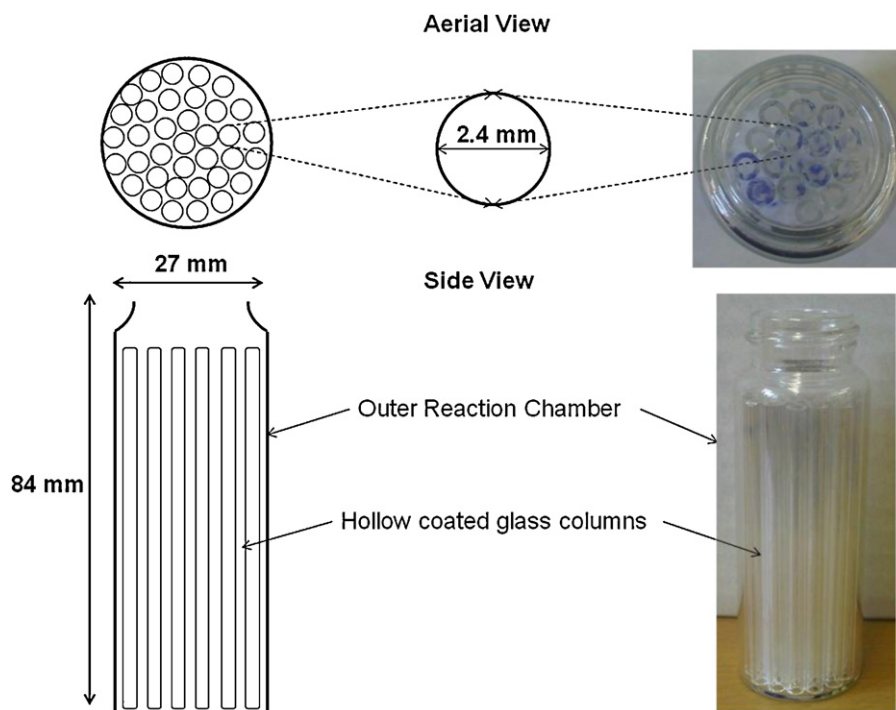 Aerial View
2.4 mm
27 mm
Side View
Outer Reaction Chamber
84 mm
Hollow coated glass columns